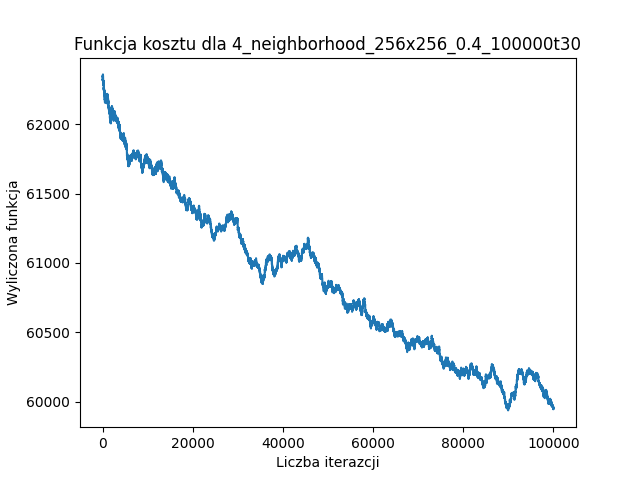 Funkcja kosztu dla 4_neighborhood_256x256_0.4_100000t30
Wyliczona funkcja
62000
61500
61000
60500
60000
0 20000 40000 60000 80000 100000
Liczba iterazcji